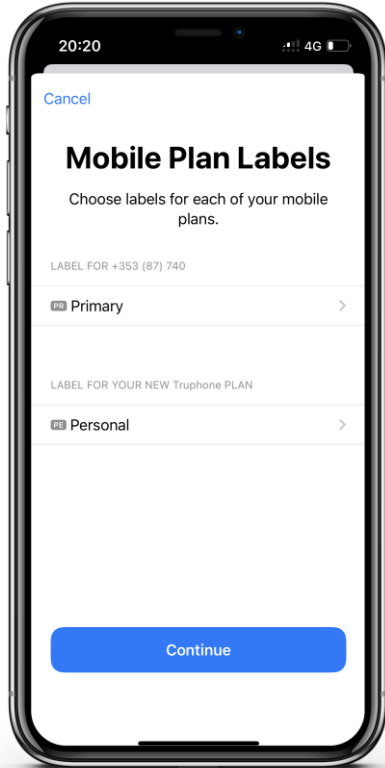 20:20
4G
Cancel
Mobile Plan Labels
Choose labels for each of your mobile
plans.
LABEL FOR +353 (87) 740
PR Primary
LABEL FOR YOUR NEW Truphone PLAN
PE Personal
Continue